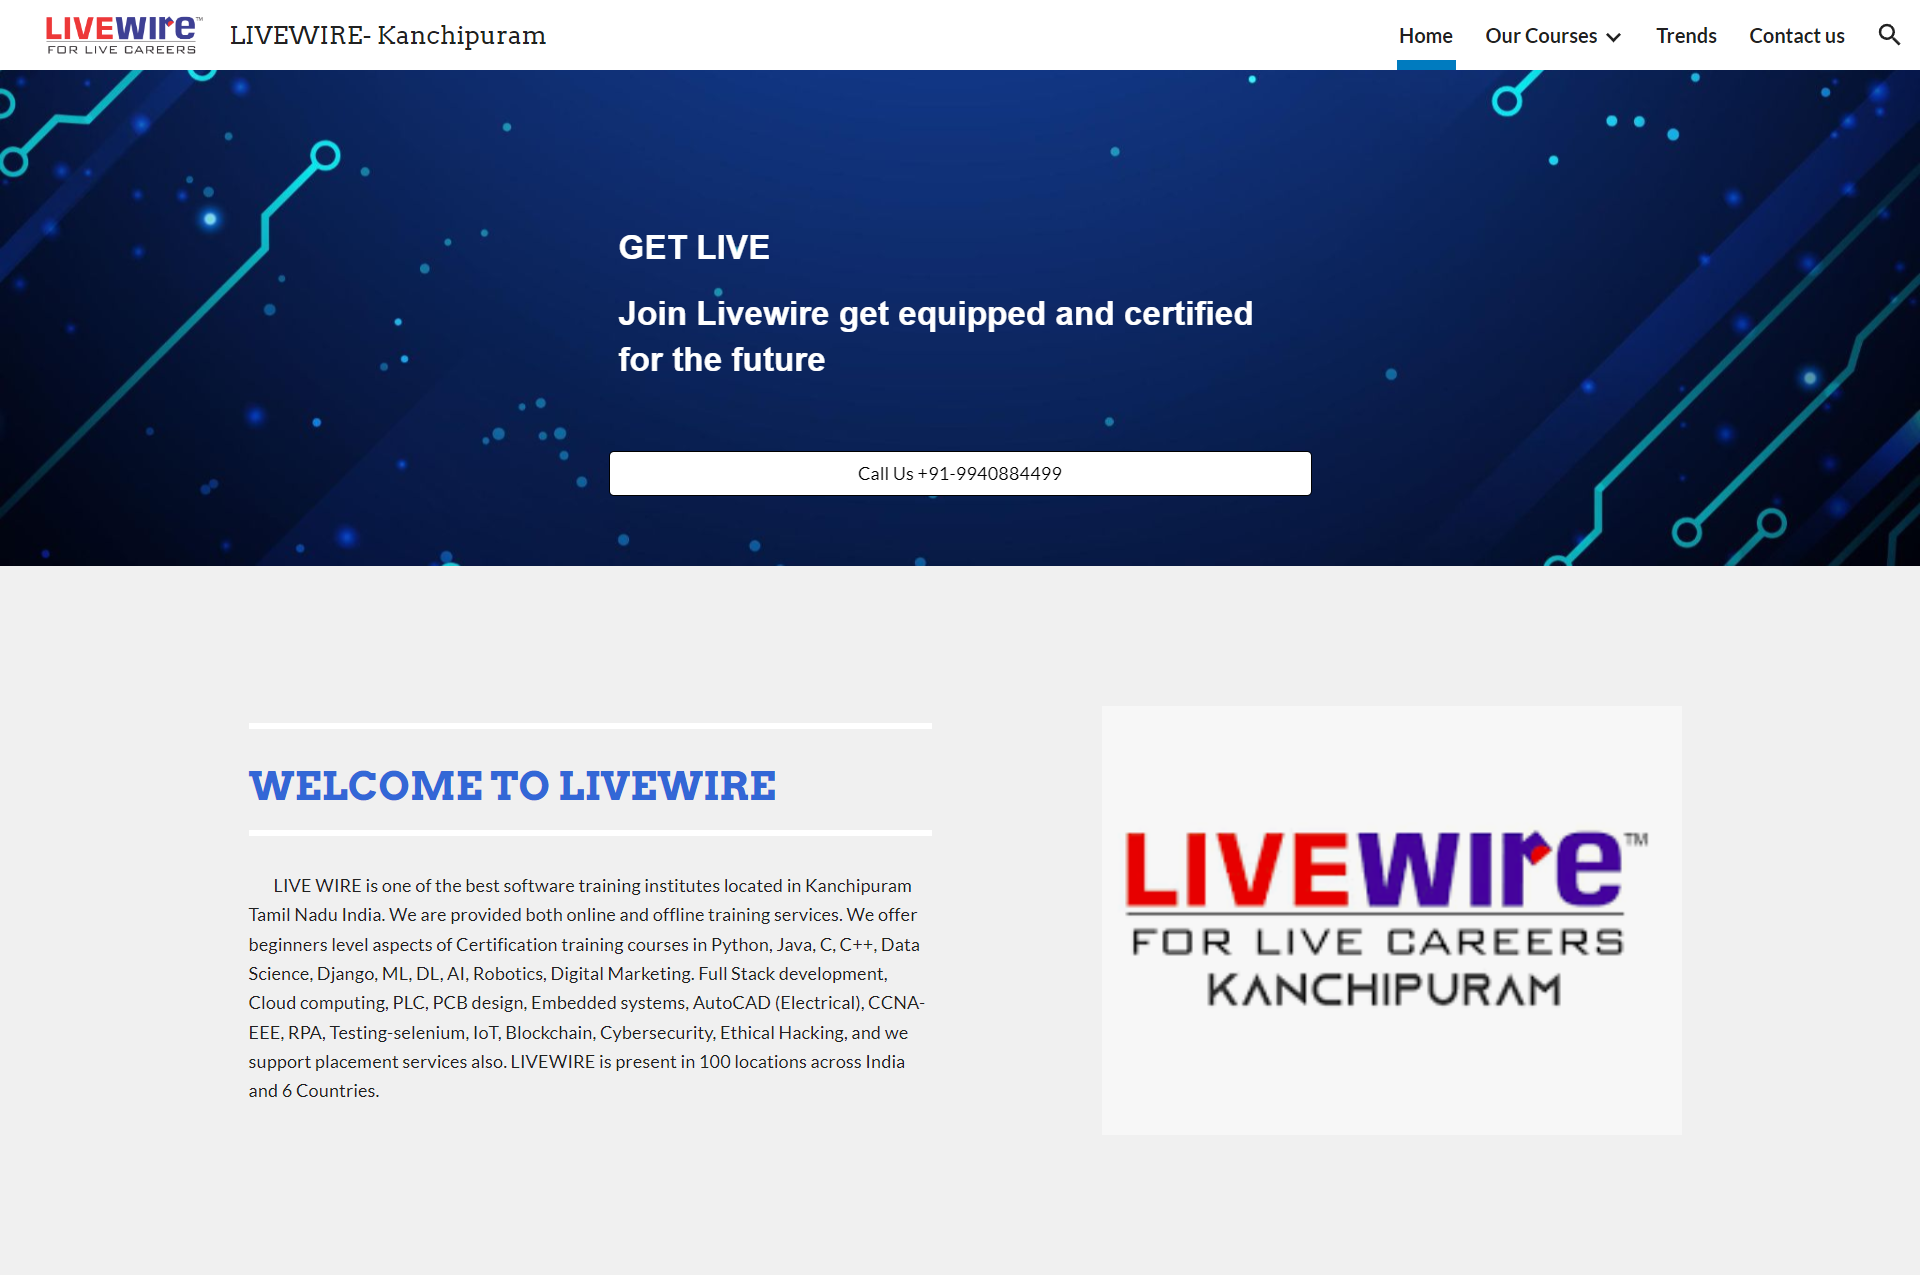 LIVEWIRE™
FOR LIVE CAREERS
LIVEWIRE- Kanchipuram
Home
Our Courses
Trends
Contact us
GET LIVE
Join Livewire get equipped and certified
for the future
Call Us +91-9940884499
WELCOME TO LIVEWIRE
LIVE WIRE is one of the best software training institutes located in Kanchipuram
Tamil Nadu India. We are provided both online and offline training services. We offer
beginners level aspects of Certification training courses in Python, Java, C, C++, Data
Science, Django, ML, DL, AI, Robotics, Digital Marketing. Full Stack development,
Cloud computing, PLC, PCB design, Embedded systems, AutoCAD (Electrical), CCNA-
EEE, RPA, Testing-selenium, IoT, Blockchain, Cybersecurity, Ethical Hacking, and we
support placement services also. LIVEWIRE is present in 100 locations across India
and 6 Countries.
LIVEWIRE™
FOR LIVE CAREERS
KANCHIPURAM